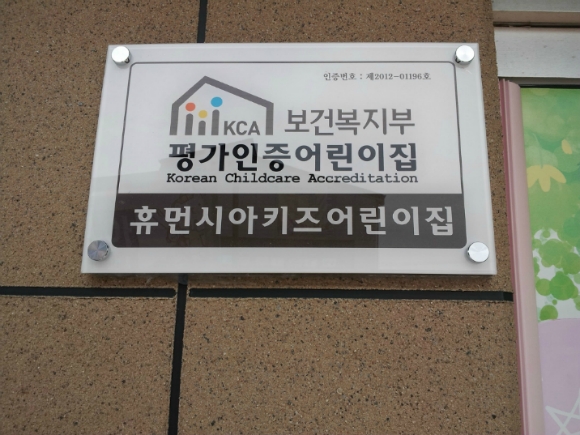 인증번호 : 제2012-01196호
KCA 보건복지부
평가인증어린이집
Korean Childcare Accreditation
휴먼시아키즈어린이집